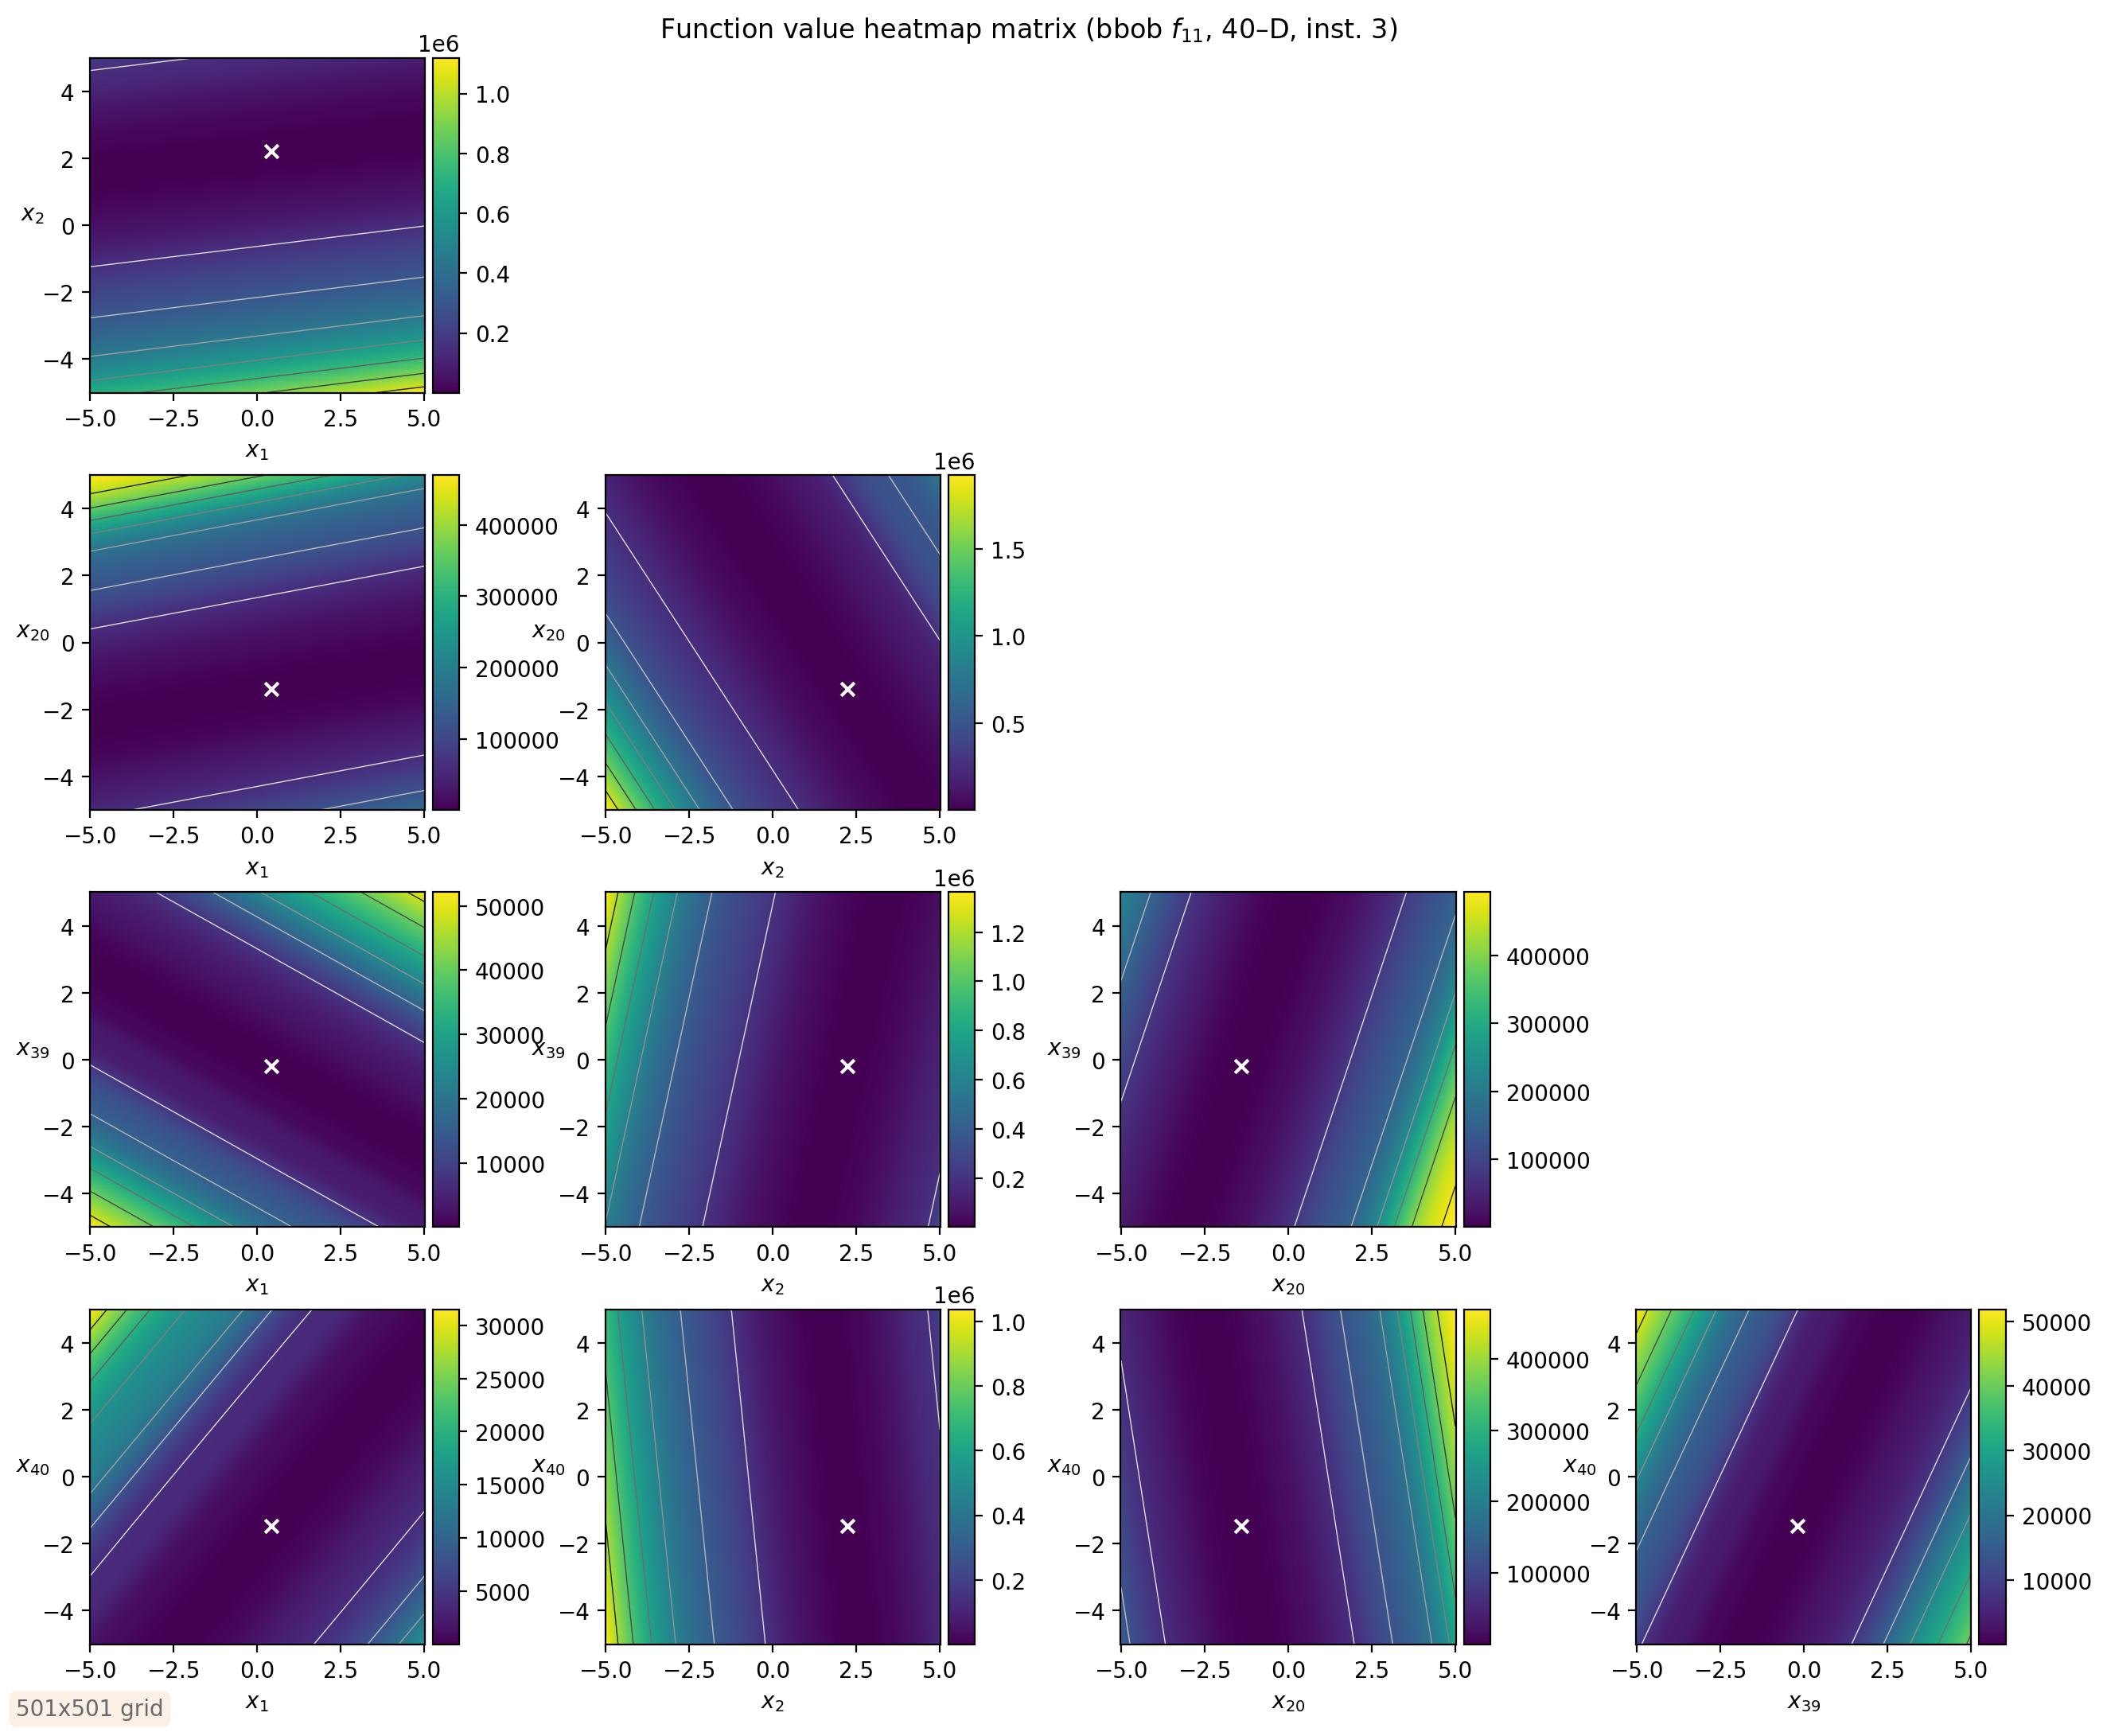 Function value heatmap matrix (bbob f11, 40–D, inst. 3)
1e6
4
2
0
−2
−4
x2
1.0
0.8
0.6
0.4
0.2
−5.0 −2.5 0.0 2.5 5.0
x1
4
2
0
−2
−4
x20
400000
300000
200000
100000
−5.0 −2.5 0.0 2.5 5.0
x1
1e6
4
2
0
−2
−4
x20
1.5
1.0
0.5
−5.0 −2.5 0.0 2.5 5.0
x2
4
2
0
−2
−4
x39
50000
40000
30000
20000
10000
−5.0 −2.5 0.0 2.5 5.0
x1
1e6
4
2
0
−2
−4
x39
1.2
1.0
0.8
0.6
0.4
0.2
−5.0 −2.5 0.0 2.5 5.0
x2
4
2
0
−2
−4
x39
400000
300000
200000
100000
−5.0 −2.5 0.0 2.5 5.0
x20
4
2
0
−2
−4
x40
30000
25000
20000
15000
10000
5000
−5.0 −2.5 0.0 2.5 5.0
x1
1e6
4
2
0
−2
−4
x40
1.0
0.8
0.6
0.4
0.2
−5.0 −2.5 0.0 2.5 5.0
x2
4
2
0
−2
−4
x40
400000
300000
200000
100000
−5.0 −2.5 0.0 2.5 5.0
x20
4
2
0
−2
−4
x40
50000
40000
30000
20000
10000
−5.0 −2.5 0.0 2.5 5.0
x39
501x501 grid